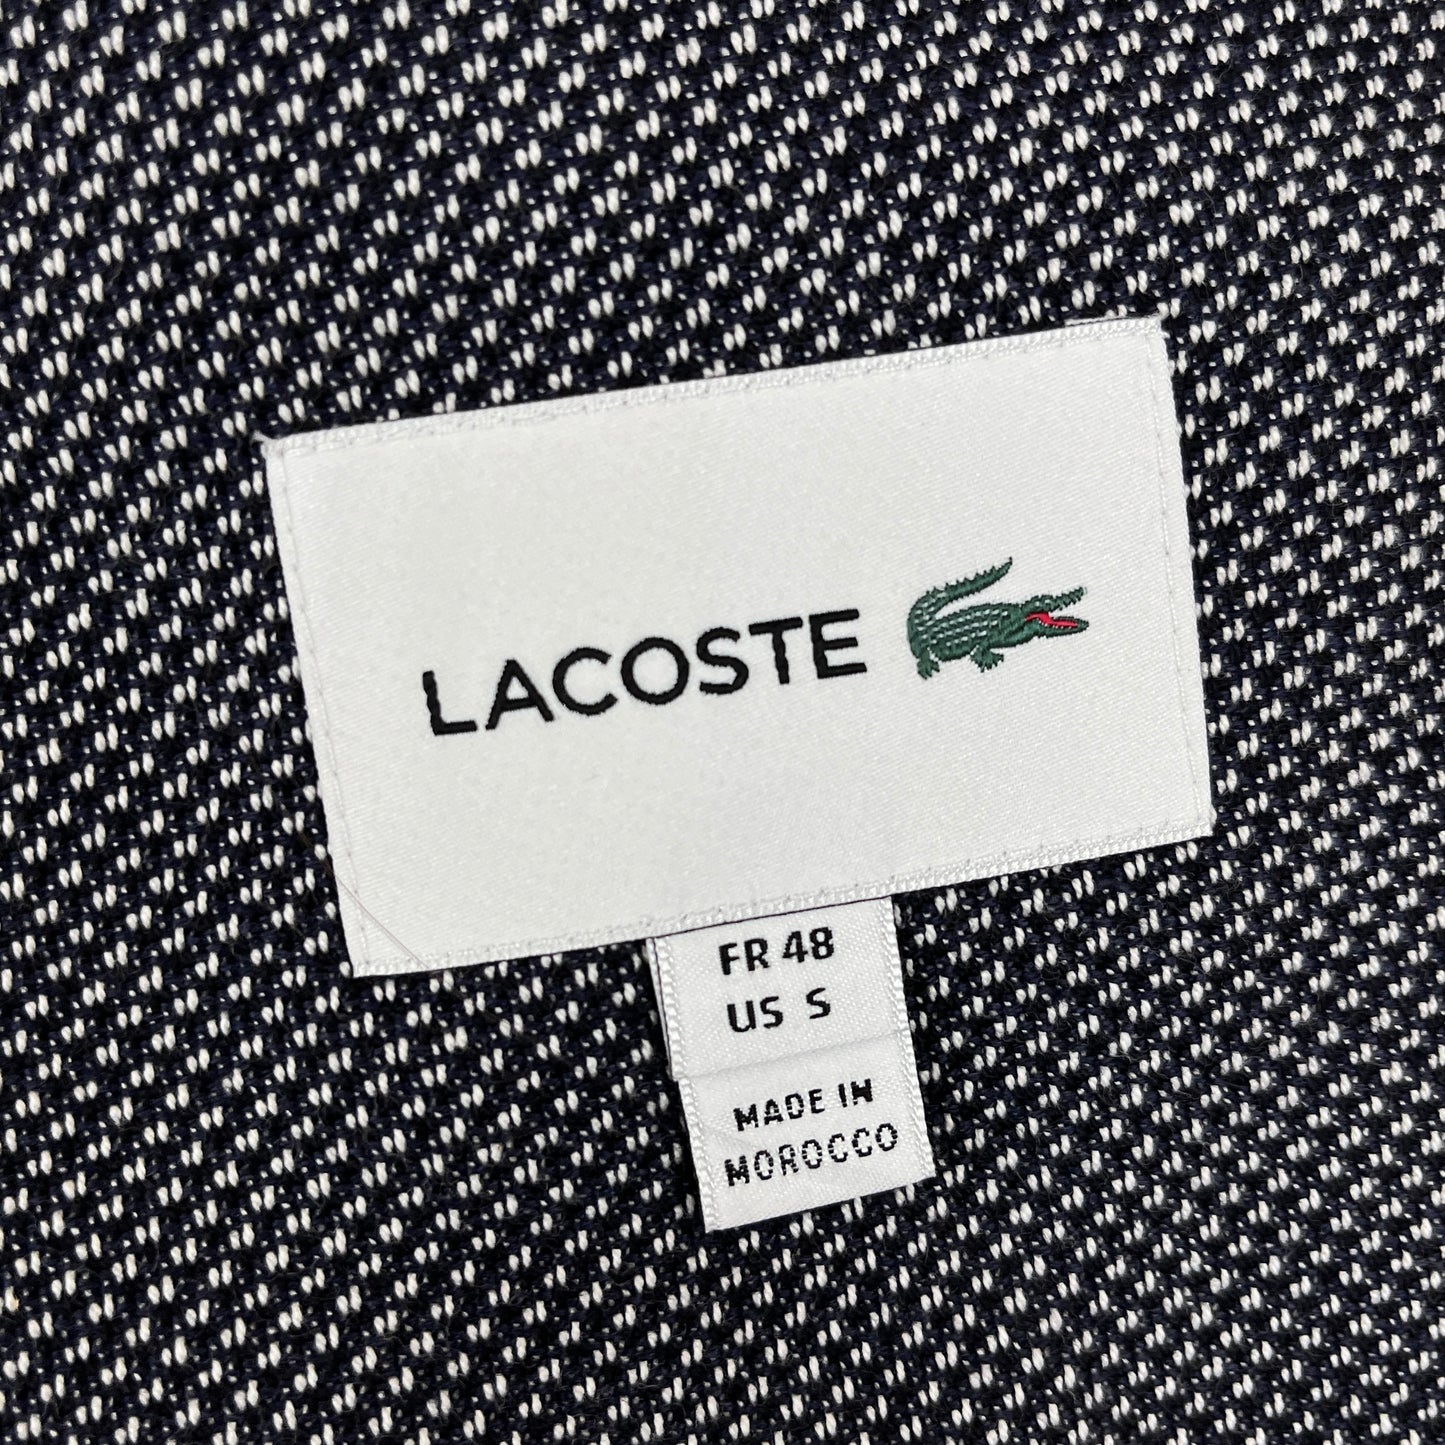 LACOSTE
FR 48
US S
MADE IN
MOROCCO